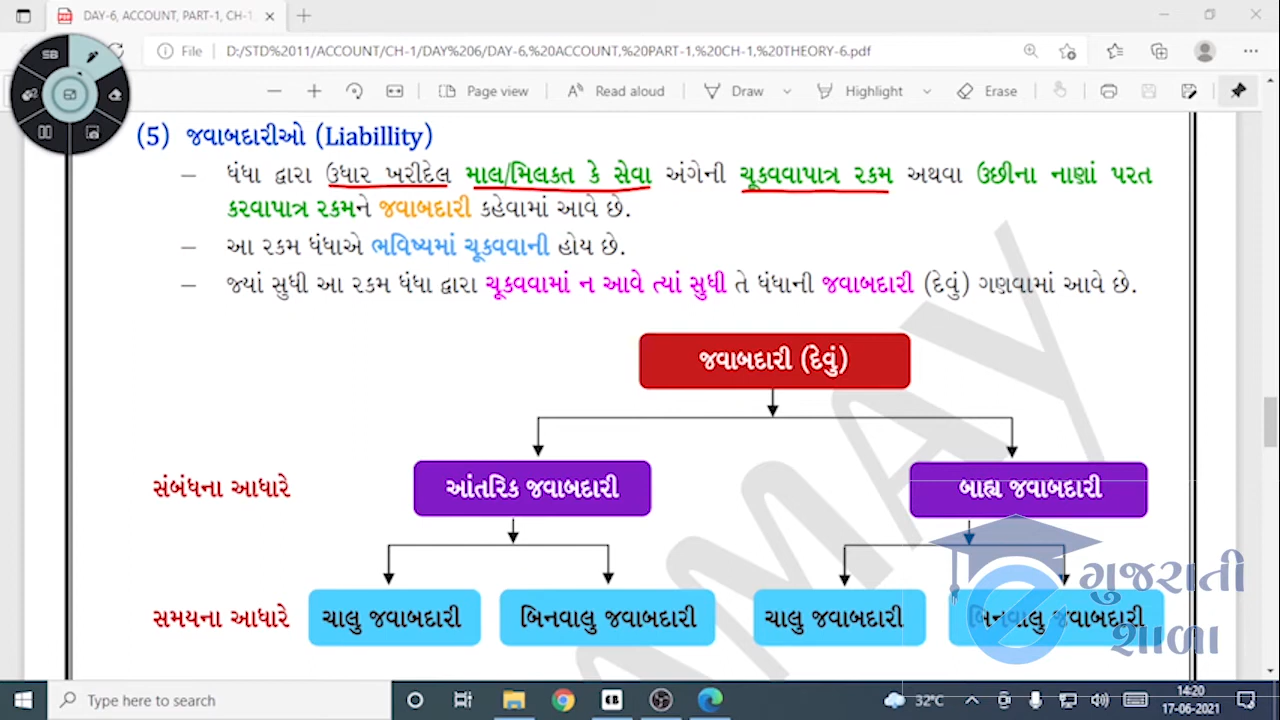 DAY-6, ACCOUNT, PART-1, CH-1,
File D:/STD%2011/ACCOUNT/CH-1/DAY%206/DAY-6,%20ACCOUNT,%20PART-1,%20CH-1,%20THEORY-6.pdf
Page view Read aloud Draw Highlight Erase
SB
(5) જવાબદારીઓ (Liabillity)
– ધંધા દ્વારા ઉધાર ખરીદેલ માલ/મિલકત કે સેવા અંગેની ચૂકવવાપાત્ર રકમ અથવા ઉછીના નાણાં પરત
કરવાપાત્ર રકમને જવાબદારી કહેવામાં આવે છે.
– આ રકમ ધંધાએ ભવિષ્યમાં ચૂકવવાની હોય છે.
– જ્યાં સુધી આ રકમ ધંધા દ્વારા ચૂકવવામાં ન આવે ત્યાં સુધી તે ધંધાની જવાબદારી (દેવું) ગણવામાં આવે છે.
જવાબદારી (દેવું)
સંબંધના આધારે આંતરિક જવાબદારી બાહ્ય જવાબદારી
સમયના આધારે ચાલુ જવાબદારી બિનચાલુ જવાબદારી ચાલુ જવાબદારી બિનચાલુ જવાબદારી
ગુજરાતી
શાળા
Type here to search
32°C
14:20
17-06-2021